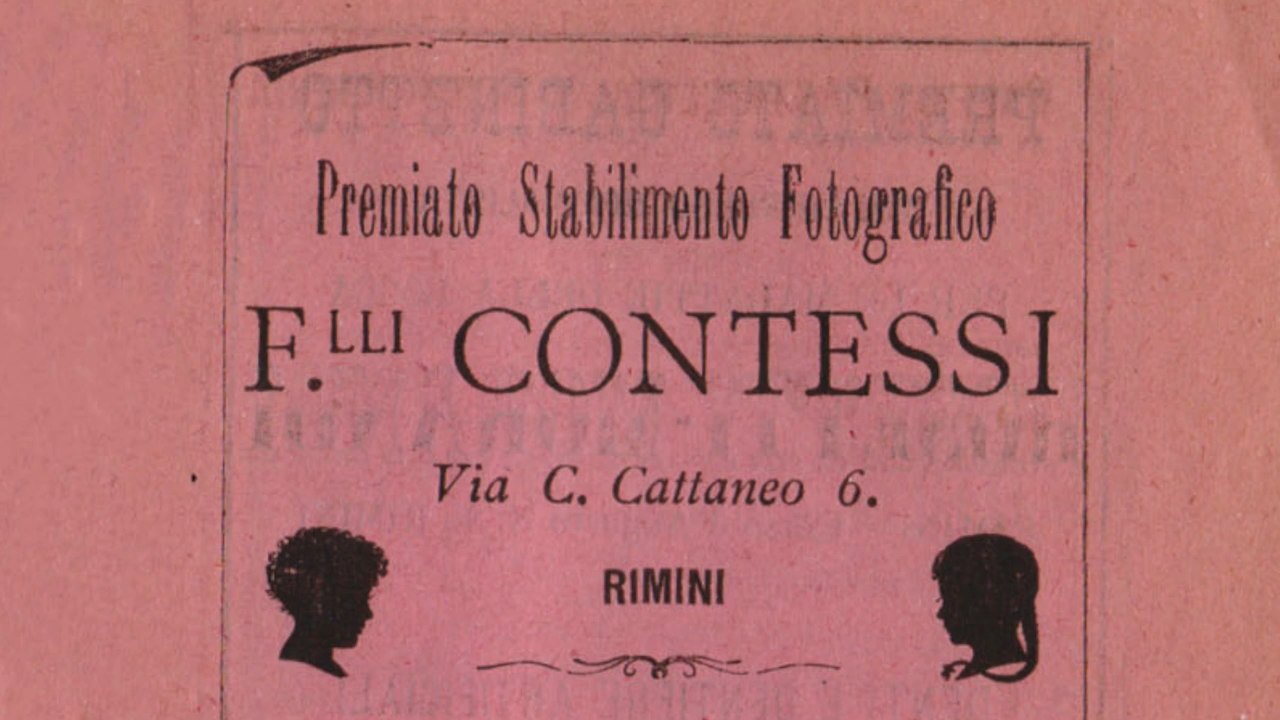 Premiato Stabilimento Fotografico
F.LLI CONTESSI
Via C. Cattaneo 6.
RIMINI